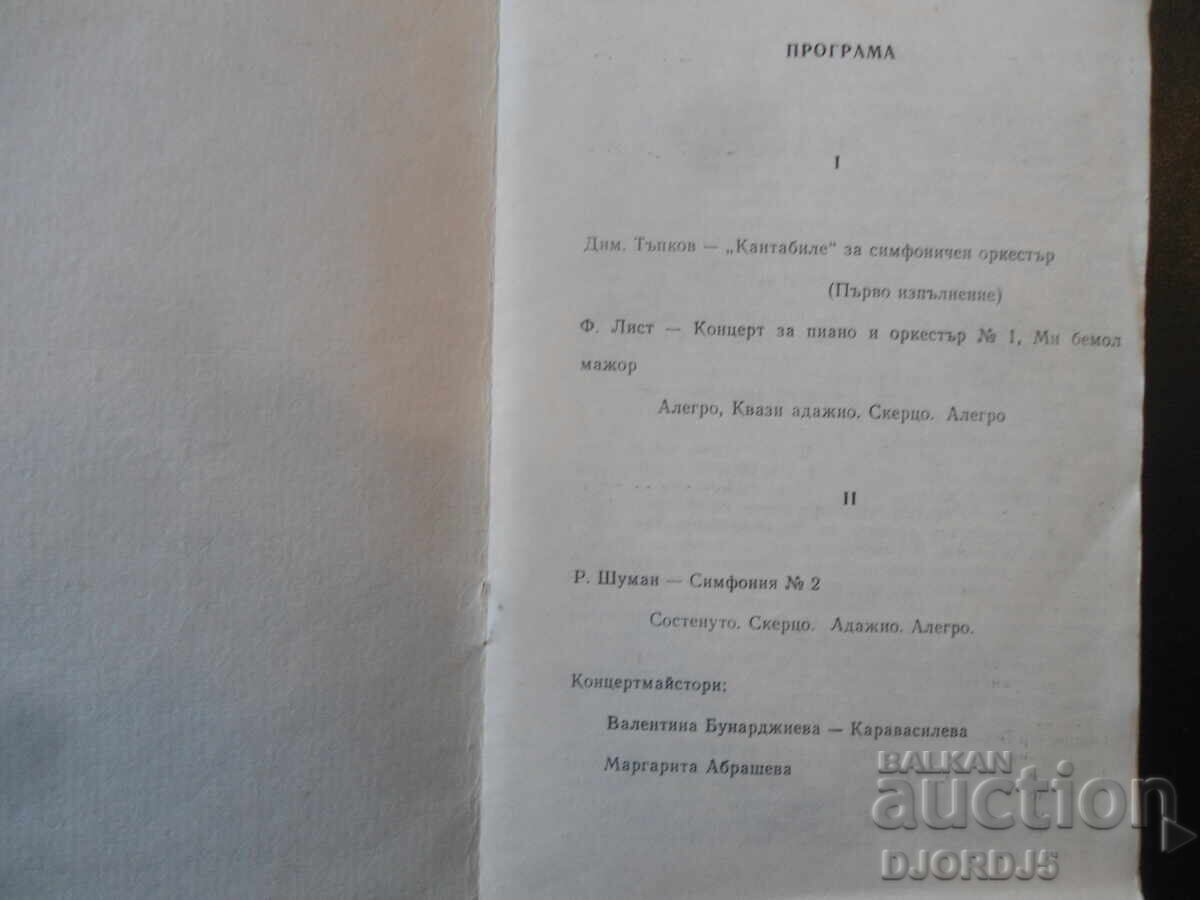 ПРОГРАМА
I
Дим. Тъпков — „Кантабиле“ за симфоничен оркестър
(Първо изпълнение)
Ф. Лист — Концерт за пиано и оркестър № 1, Ми бемол
мажор
Алегро, Квази адажио. Скерцо. Алегро
II
Р. Шуман — Симфония № 2
Состенуто. Скерцо. Адажио. Алегро.
Концертмайстори:
Валентина Бунарджиева — Каравасилева
Маргарита Абрашева
BALKAN
auction
DJORDJ5